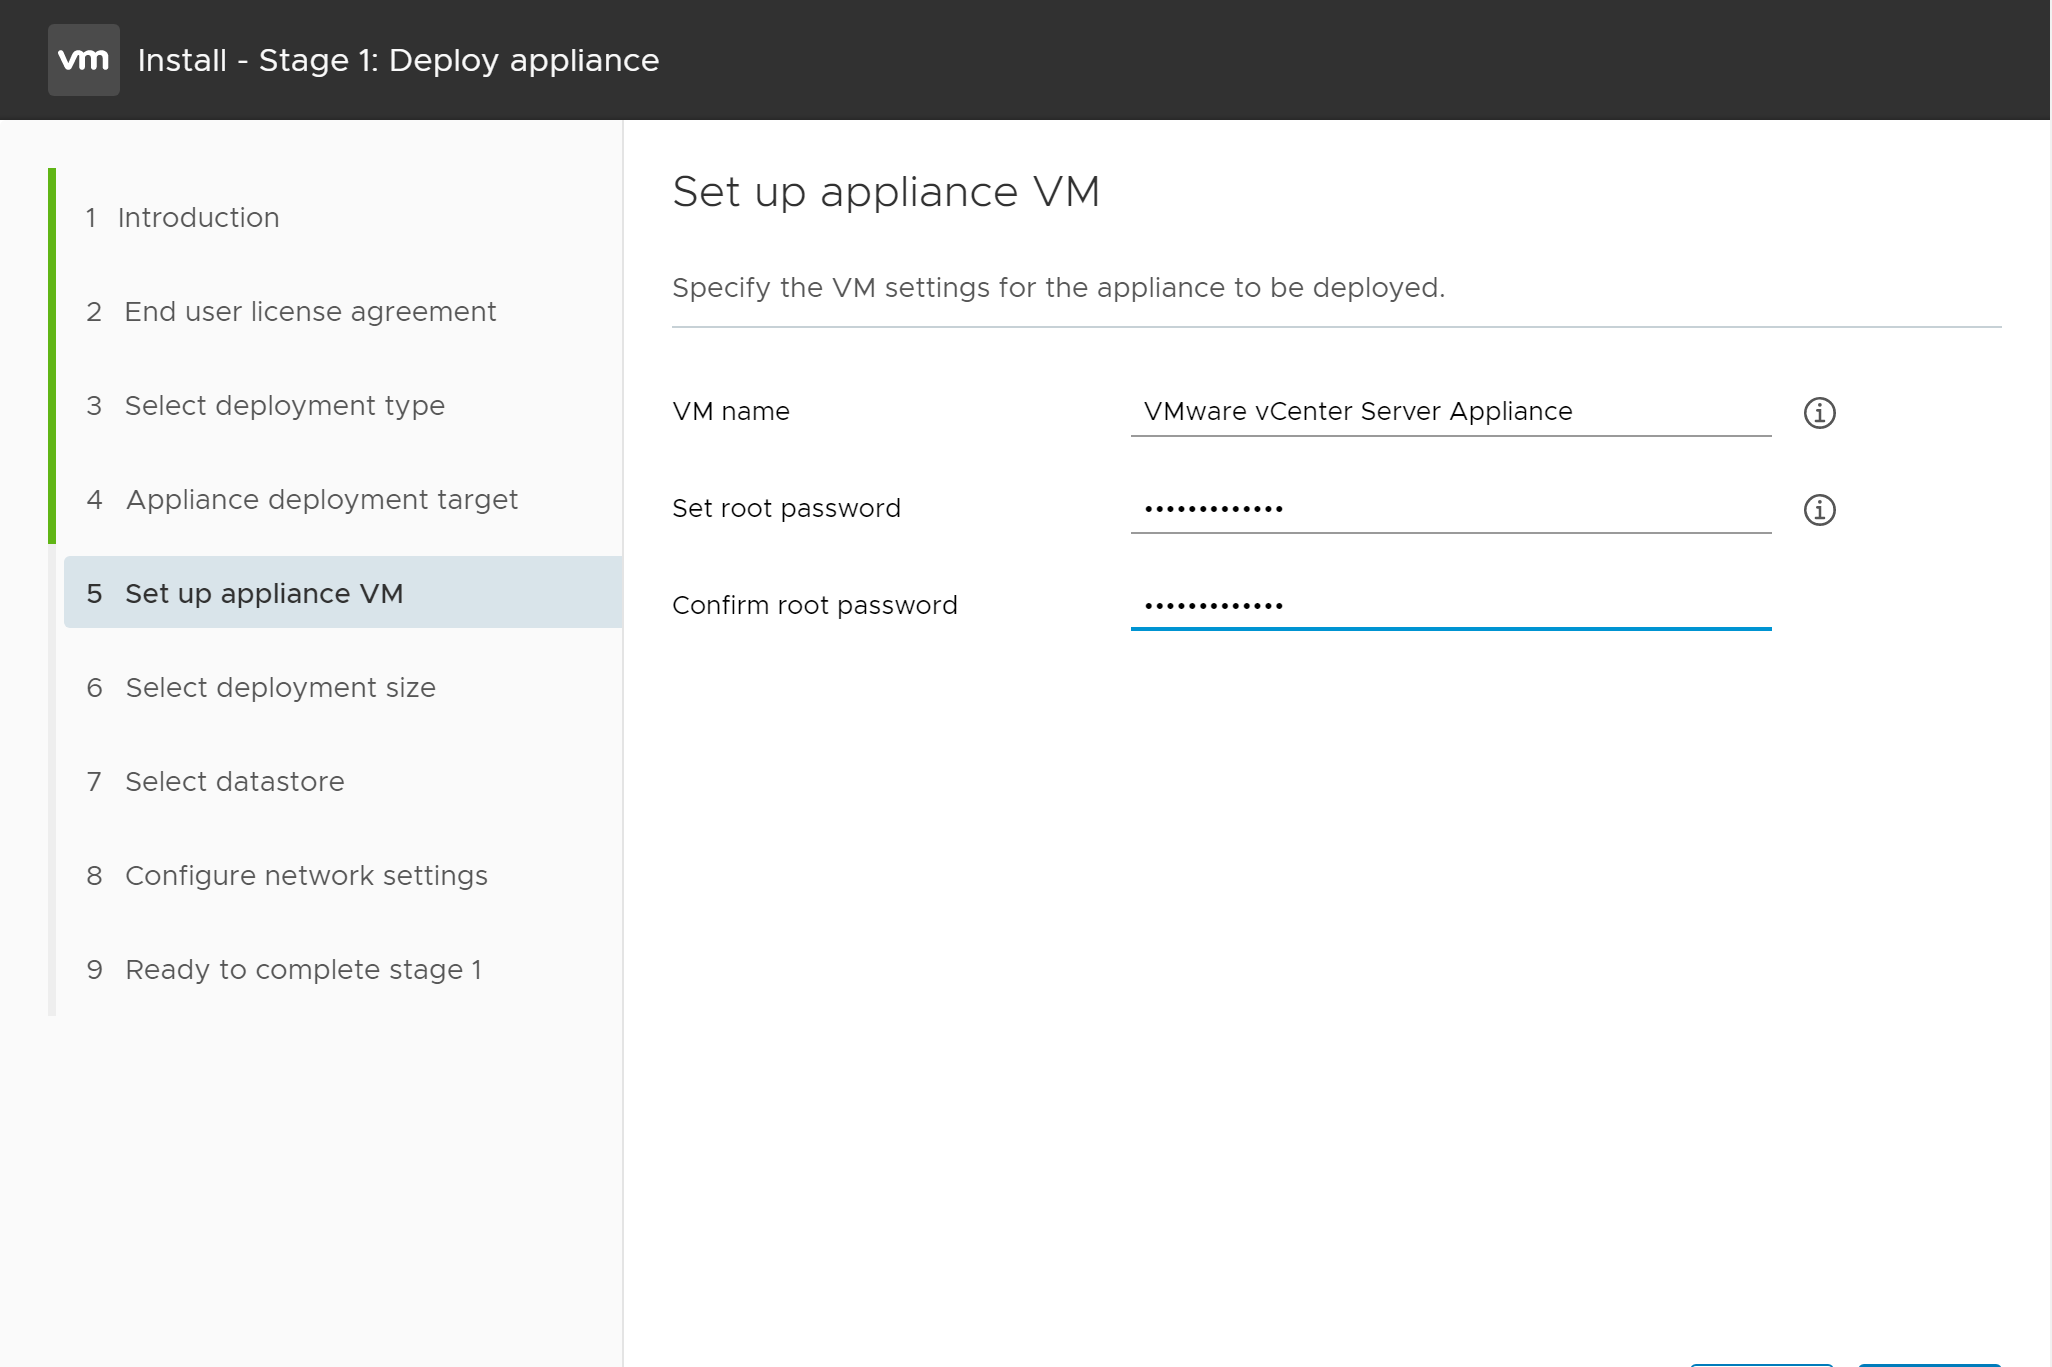 vm Install - Stage 1: Deploy appliance
1 Introduction
2 End user license agreement
3 Select deployment type
4 Appliance deployment target
5 Set up appliance VM
6 Select deployment size
7 Select datastore
8 Configure network settings
9 Ready to complete stage 1
Set up appliance VM
Specify the VM settings for the appliance to be deployed.
VM name VMware vCenter Server Appliance
Set root password •••••••••••••
Confirm root password •••••••••••••